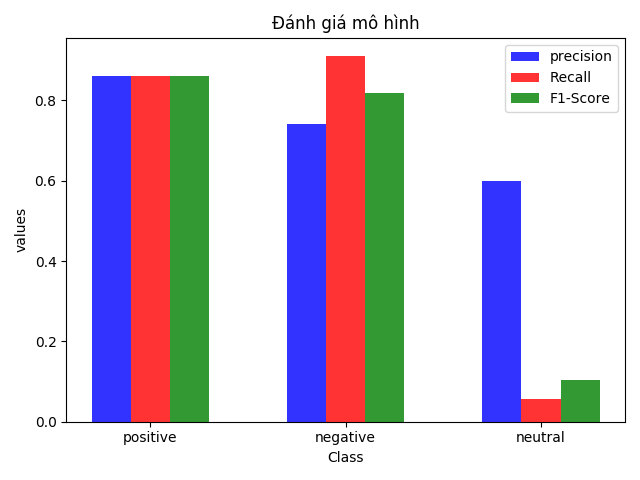 Đánh giá mô hình
precision
Recall
F1-Score
values
0.8
0.6
0.4
0.2
0.0
positive
negative
neutral
Class